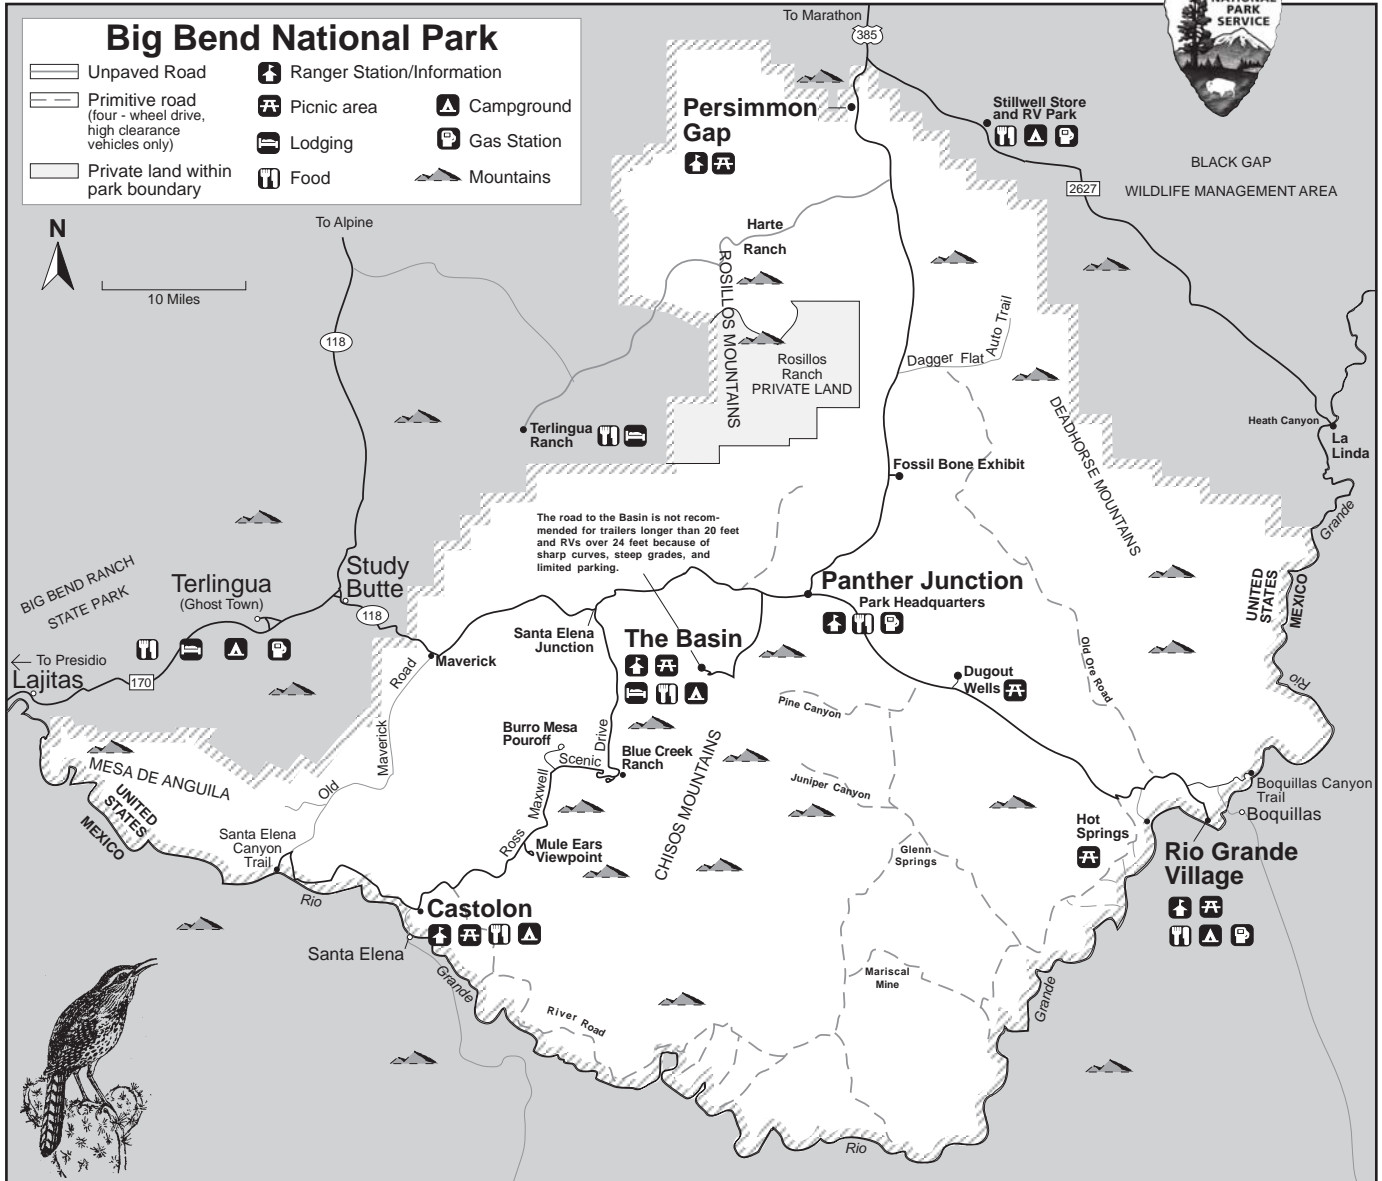 To Marathon
385
NATIONAL
PARK
SERVICE
Big Bend National Park
Unpaved Road
Primitive road
(four - wheel drive,
high clearance
vehicles only)
Private land within
park boundary
Ranger Station/Information
Picnic area
Lodging
Food
Campground
Gas Station
Mountains
Persimmon
Gap
Stillwell Store
and RV Park
BLACK GAP
WILDLIFE MANAGEMENT AREA
2627
N
10 Miles
To Alpine
118
Harte
Ranch
ROSILLOS MOUNTAINS
Rosillos
Ranch
PRIVATE LAND
Dagger Flat
Auto Trail
DEADHORSE MOUNTAINS
Heath Canyon
La
Linda
Terlingua
Ranch
Fossil Bone Exhibit
The road to the Basin is not recom-
mended for trailers longer than 20 feet
and RVs over 24 feet because of
sharp curves, steep grades, and
limited parking.
Grande
BIG BEND RANCH
STATE PARK
Terlingua
(Ghost Town)
Study
Butte
118
Panther Junction
Park Headquarters
UNITED
STATES
MEXICO
To Presidio
Lajitas
170
Maverick
Santa Elena
Junction
The Basin
Dugout
Wells
Old Ore Road
Rio
Old
Maverick
Road
Pine Canyon
MESA DE ANGUILA
UNITED
STATES
MEXICO
Burro Mesa
Pouroff
Blue Creek
Ranch
Ross
Maxwell
Scenic
Drive
CHISOS MOUNTAINS
Juniper Canyon
Boquillas Canyon
Trail
Boquillas
Hot
Springs
Santa Elena
Canyon
Trail
Mule Ears
Viewpoint
Glenn
Springs
Rio Grande
Village
Rio
Castolon
Santa Elena
Grande
River Road
Mariscal
Mine
Grande
Rio